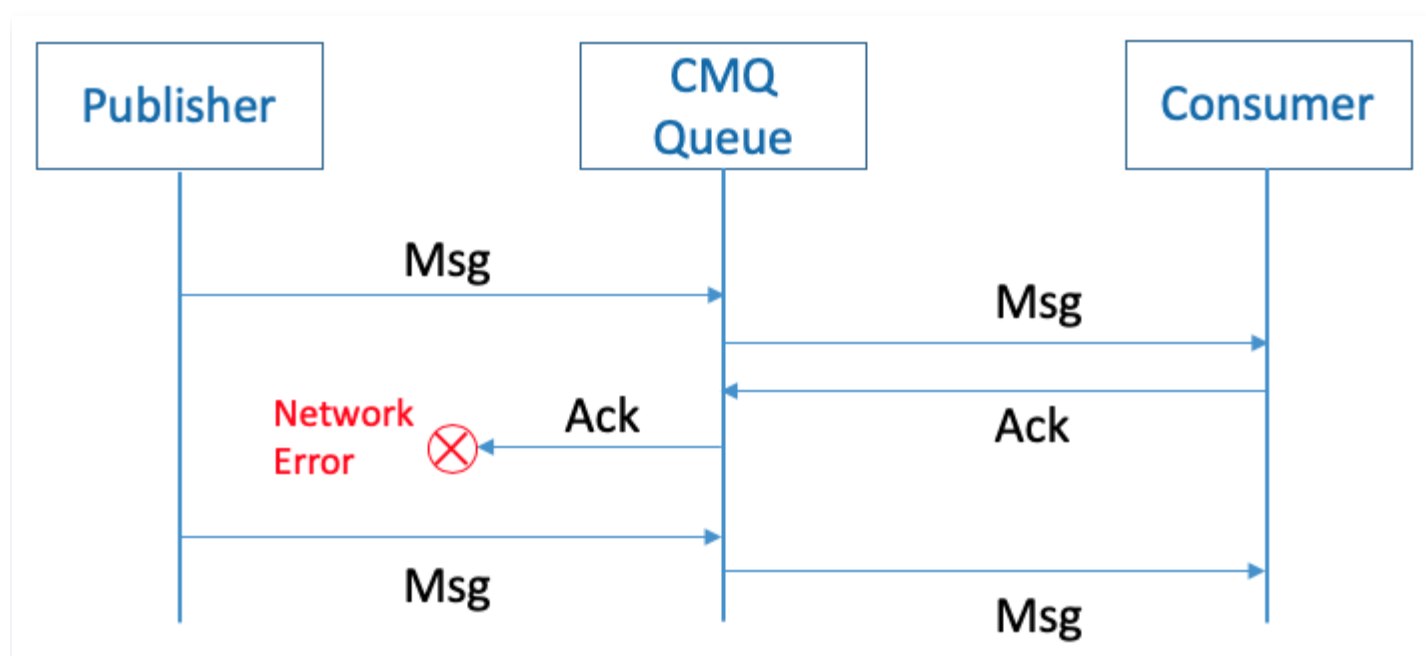 Publisher
CMQ
Queue
Consumer
Msg
Msg
Network
Error
Ack
Ack
Msg
Msg